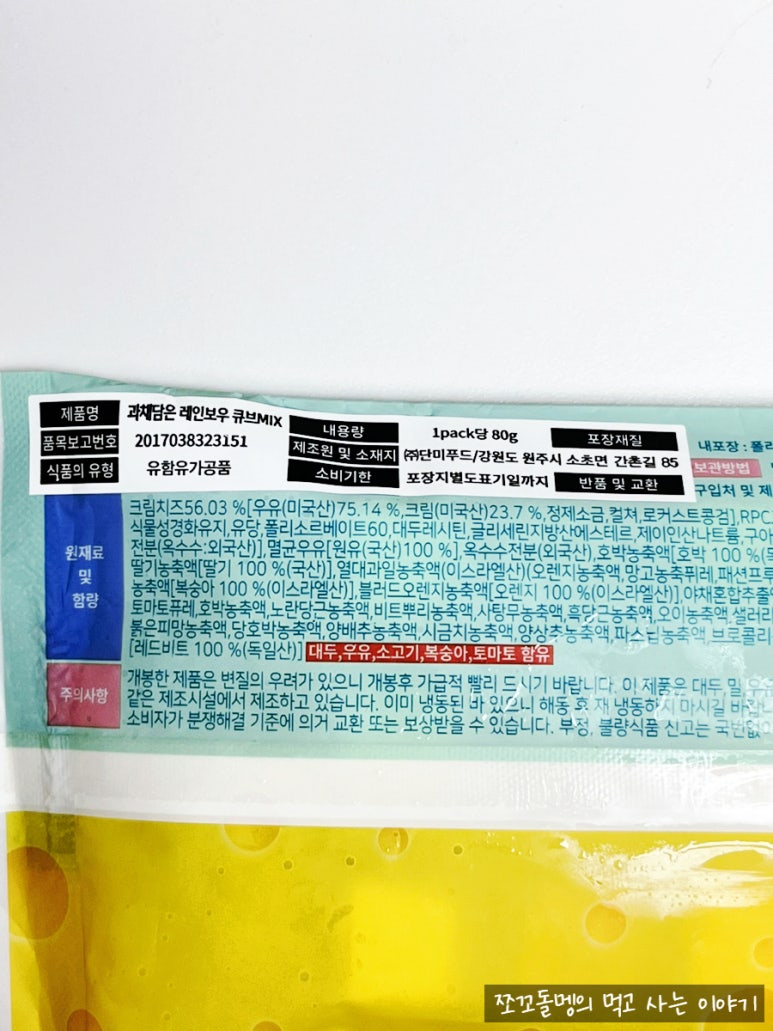 제품명 과채담은 레인보우 큐브MIX 내용량 1pack당 80g 포장재질 내포장 : 폴리
품목보고번호 2017038323151 제조원 및 소재지 ㈜단미푸드/강원도 원주시 소초면 간촌길 85 보관방법
식품의 유형 유함유가공품 소비기한 포장지별도표기일까지 반품 및 교환 구입처 및 제
원재료 및 함량
크림치즈56.03 %[우유(미국산)75.14 %,크림(미국산)23.7 %,정제소금,컬쳐,로커스트콩검],RPC
식물성경화유지,유당,폴리소르베이트60,대두레시틴,글리세린지방산에스테르,제이인산나트륨,구아
전분(옥수수:외국산)],멸균우유[원유(국산)100 %],옥수수전분(외국산),호박농축액[호박 100 %(독
딸기농축액[딸기 100 %(국산)],열대과일농축액(이스라엘산)(오렌지농축액,망고농축퓌레,패션프루
농축액[복숭아 100 %(이스라엘산)],블러드오렌지농축액[오렌지 100 %(이스라엘산)],야채혼합추출
토마토퓨레,호박농축액,노란당근농축액,비트뿌리농축액,사탕무농축액,흑당근농축액,오이농축액,샐러리
붉은피망농축액,당호박농축액,양배추농축액,시금치농축액,양상추농축액,파스닙농축액,브로콜리
[레드비트 100 %(독일산)] 대두,우유,소고기,복숭아,토마토 함유
주의사항
개봉한 제품은 변질의 우려가 있으니 개봉후 가급적 빨리 드시기 바랍니다. 이 제품은 대두, 밀, 우유
같은 제조시설에서 제조하고 있습니다. 이미 냉동된 바 있으니 해동 후 재 냉동하지 마시길 바랍
소비자가 분쟁해결 기준에 의거 교환 또는 보상받을 수 있습니다. 부정, 불량식품 신고는 국번없이
쪼꼬돌멩의 먹고 사는 이야기